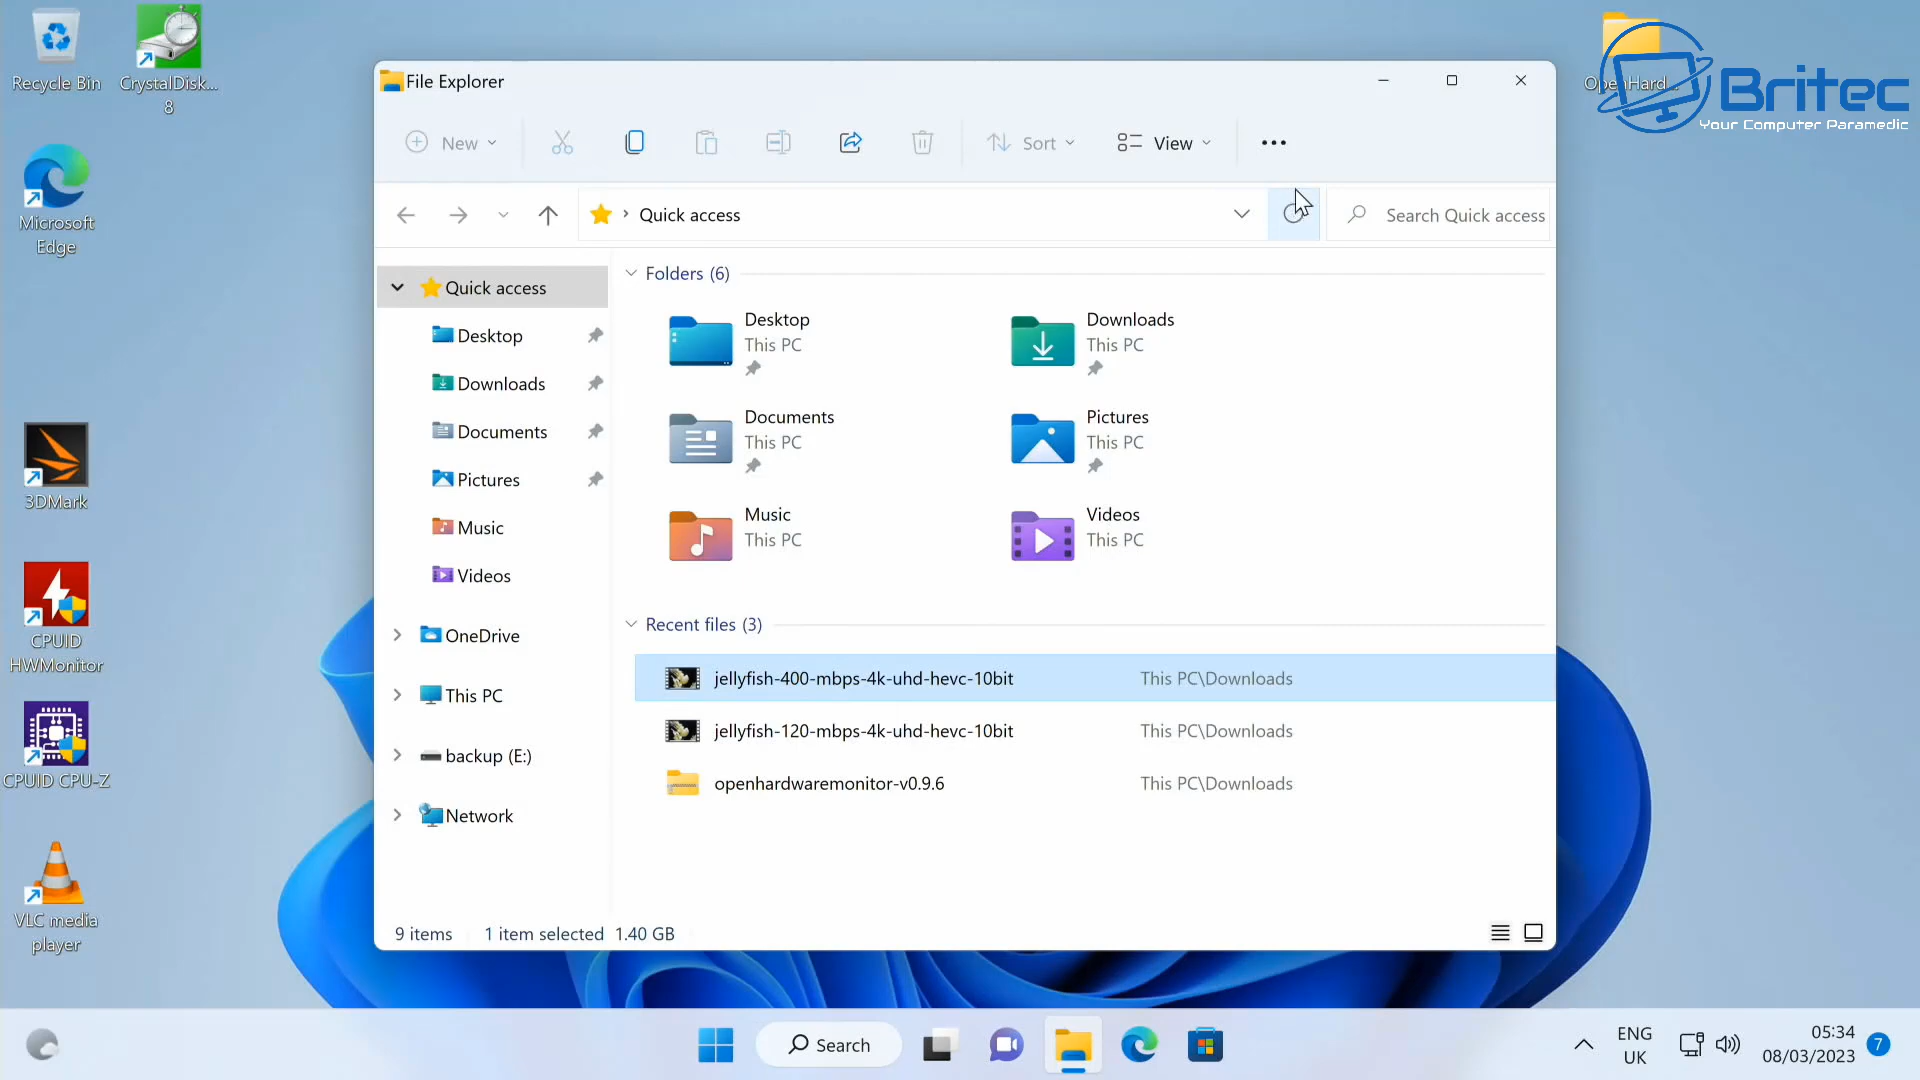 Recycle Bin
CrystalDisk...
8
Microsoft
Edge
3DMark
CPUID
HWMonitor
CPUID CPU-Z
VLC media
player
Britec
Your Computer Paramedic
File Explorer
New
Sort
View
Quick access
Search Quick access
Quick access
Desktop
Downloads
Documents
Pictures
Music
Videos
OneDrive
This PC
backup (E:)
Network
Folders (6)
Desktop
This PC
Downloads
This PC
Documents
This PC
Pictures
This PC
Music
This PC
Videos
This PC
Recent files (3)
jellyfish-400-mbps-4k-uhd-hevc-10bit This PC\Downloads
jellyfish-120-mbps-4k-uhd-hevc-10bit This PC\Downloads
openhardwaremonitor-v0.9.6 This PC\Downloads
9 items 1 item selected 1.40 GB
Search
ENG
UK
05:34
08/03/2023
7